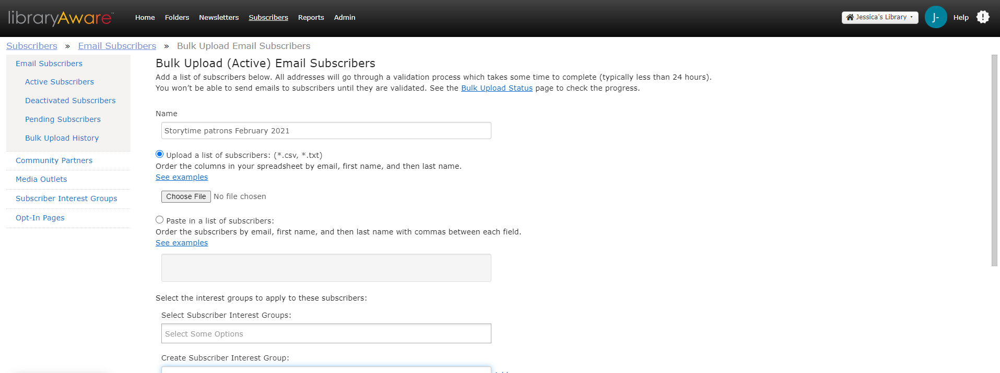 libraryAware™ Home Folders Newsletters Subscribers Reports Admin Jessica's Library J- Help
Subscribers » Email Subscribers » Bulk Upload Email Subscribers
Email Subscribers
Active Subscribers
Deactivated Subscribers
Pending Subscribers
Bulk Upload History
Community Partners
Media Outlets
Subscriber Interest Groups
Opt-In Pages
Bulk Upload (Active) Email Subscribers
Add a list of subscribers below. All addresses will go through a validation process which takes some time to complete (typically less than 24 hours).
You won’t be able to send emails to subscribers until they are validated. See the Bulk Upload Status page to check the progress.
Name
Storytime patrons February 2021
Upload a list of subscribers: (*.csv, *.txt)
Order the columns in your spreadsheet by email, first name, and then last name.
See examples
Choose File No file chosen
Paste in a list of subscribers:
Order the subscribers by email, first name, and then last name with commas between each field.
See examples
Select the interest groups to apply to these subscribers:
Select Subscriber Interest Groups:
Select Some Options
Create Subscriber Interest Group: